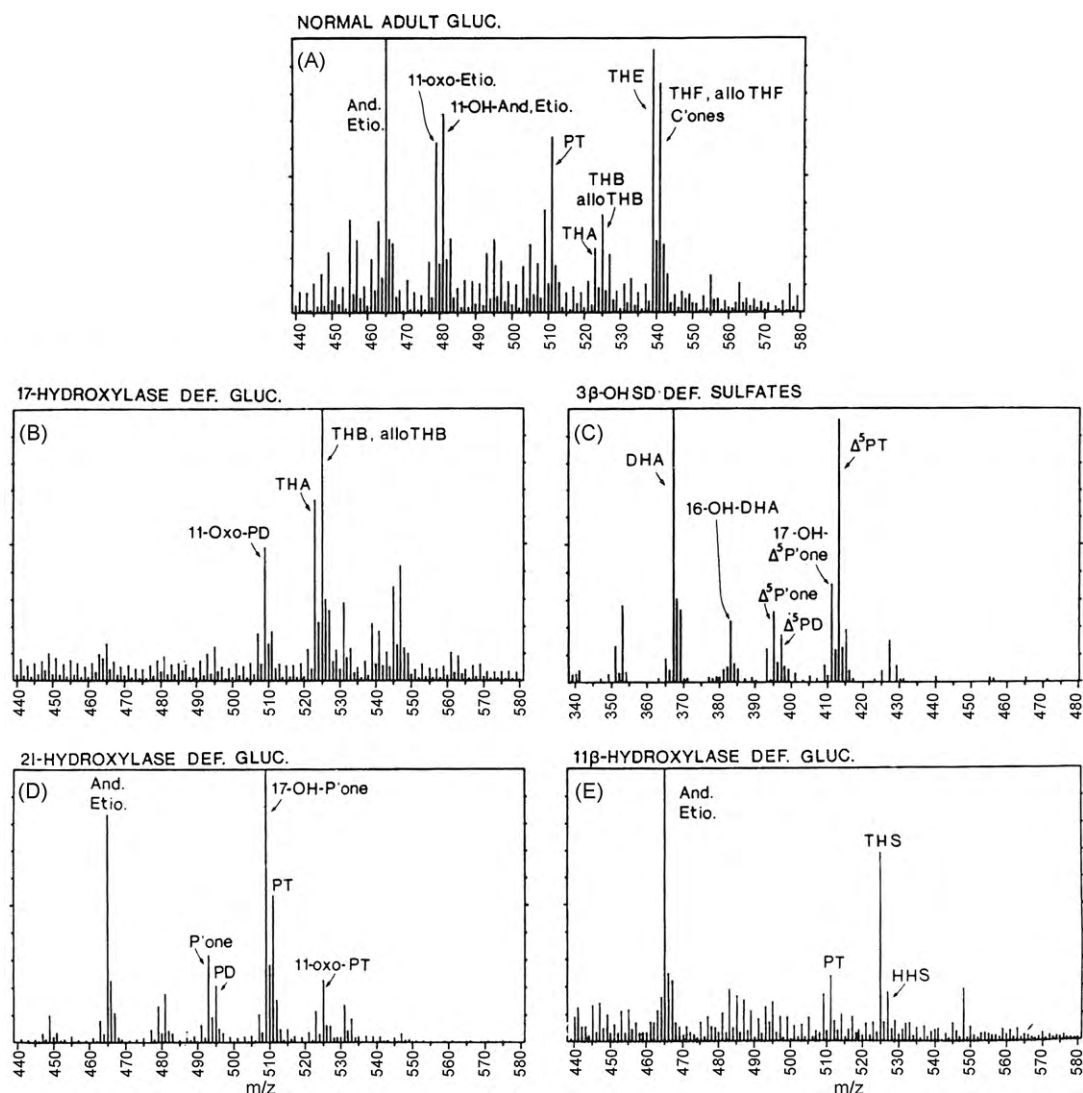 NORMAL ADULT GLUC.
(A)
And.
Etio.
11-oxo-Etio.
11-OH-And, Etio.
PT
THA
THB
alloTHB
THE
THF, allo THF
C'ones
440 450 460 470 480 490 500 510 520 530 540 550 560 570 580
17-HYDROXYLASE DEF. GLUC.
(B)
11-Oxo-PD
THA
THB, alloTHB
440 450 460 470 480 490 500 510 520 530 540 550 560 570 580
3β-OHSD DEF. SULFATES
(C)
DHA
16-OH-DHA
Δ5P'one
Δ5PD
17-OH-
Δ5P'one
Δ5PT
340 350 360 370 380 390 400 410 420 430 440 450 460 470 480
21-HYDROXYLASE DEF. GLUC.
(D)
And.
Etio.
P'one
PD
17-OH-P'one
PT
11-oxo-PT
440 450 460 470 480 490 500 510 520 530 540 550 560 570 580
m/z
11β-HYDROXYLASE DEF. GLUC.
(E)
And.
Etio.
PT
THS
HHS
440 450 460 470 480 490 500 510 520 530 540 550 560 570 580
m/z